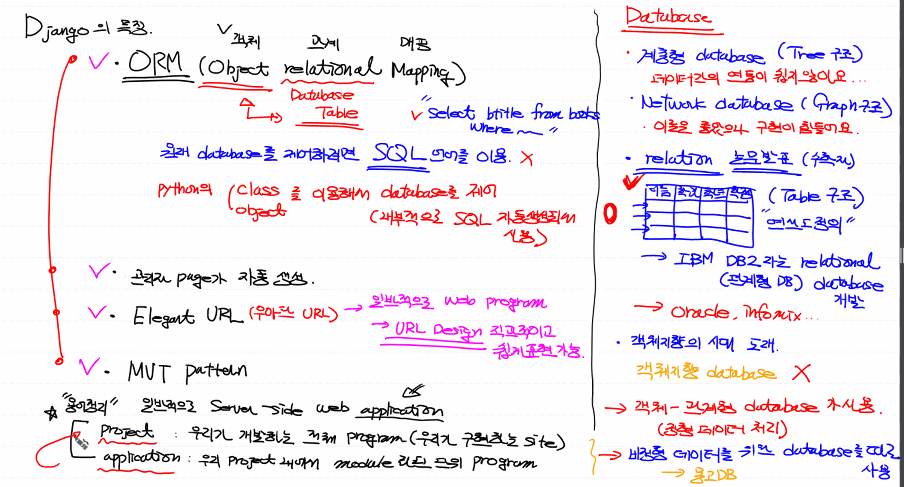 Django의 특징.
객체 관계 매핑
· ORM (Object relational Mapping)
Database
Table
"Select btitle from books
where ~~ "
원래 database를 제어하려면 SQL 언어를 이용. X
Python의 class 를 이용해서 database를 제어
object
(내부적으로 SQL 자동생성되어
사용)
· 관리자 page가 자동 생성.
· Elegant URL (우아한 URL) → 일반적으로 web program
→ URL Design 직관적이고
쉽게표현가능.
· MVT pattern
☆ "용어정리" 일반적으로 Server-side web application
project : 우리가 개발하는 전체 program (우리가 구현하는 site)
application : 우리 project 내에서 module 단위 program
Database
· 계층형 database (Tree 구조)
데이터간의 연동이 쉽지않아요...
· Network database (Graph구조)
· 이론은 좋았으나 구현이 힘들어요.
· relation 논문발표 (수학자)
이름
(Table 구조)
→ IBM DB2 라는 relational
(관계형 DB) database
개발
→ oracle, infomix...
· 객체지향의 시대 도래.
객체지향 database X
→ 객체-관계형 database 가 사용.
(정형 데이터 처리)
→ 비정형 데이터를 database를 따로
사용
→ 몽고DB